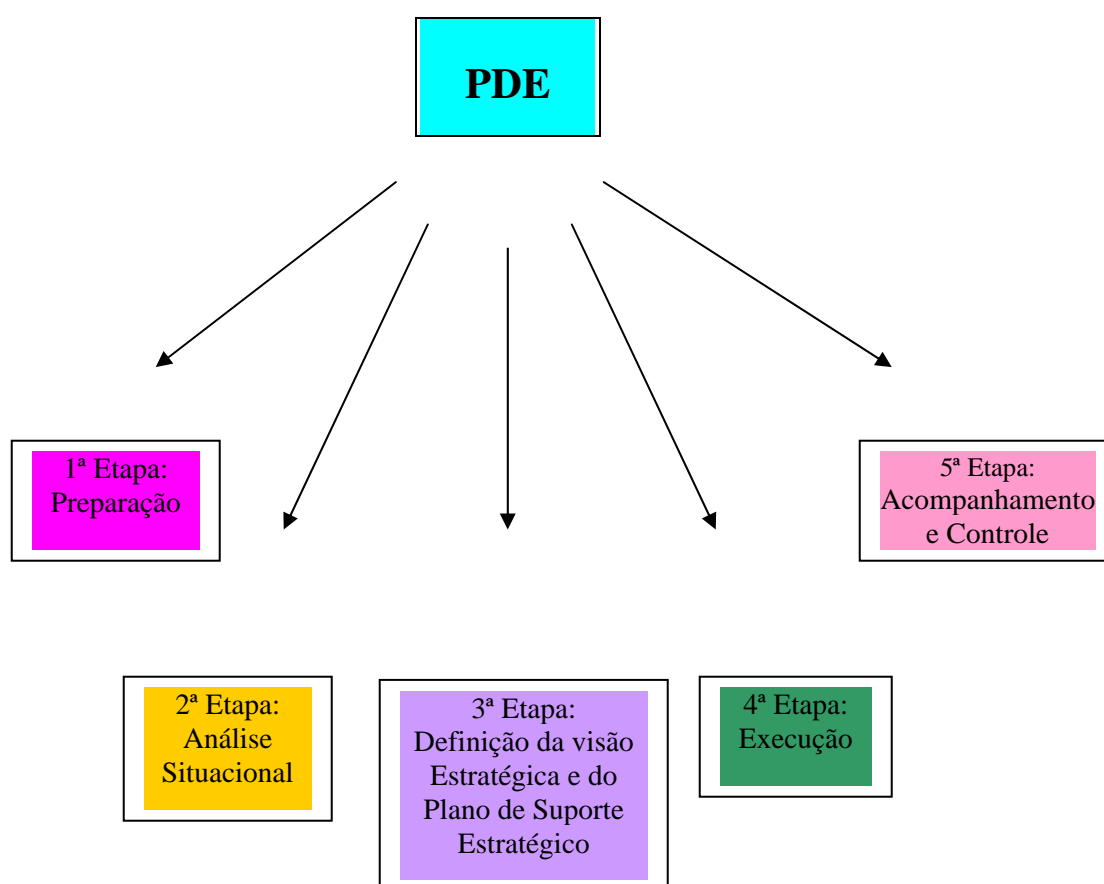 PDE
1ª Etapa:
Preparação
2ª Etapa:
Análise
Situacional
3ª Etapa:
Definição da visão
Estratégica e do
Plano de Suporte
Estratégico
4ª Etapa:
Execução
5ª Etapa:
Acompanhamento
e Controle